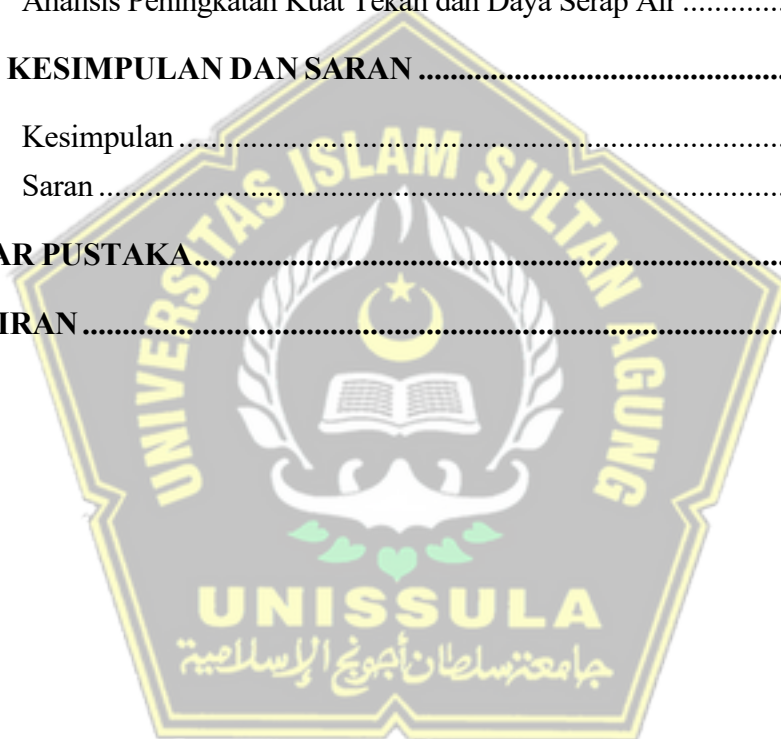 Analisis Peningkatan Kuat Tekan dan Daya Serap Air ............
KESIMPULAN DAN SARAN ............
Kesimpulan ............
Saran ............
AR PUSTAKA ............
IRAN ............
UNIVERSITAS ISLAM SULTAN AGUNG
UNISSULA
جامعة سلطان أجونج الإسلامية